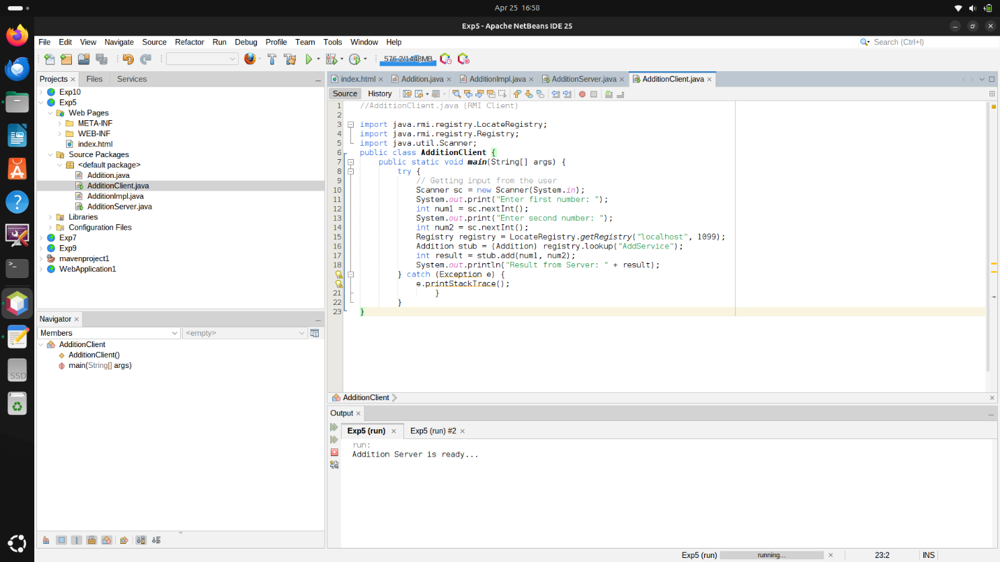 Apr 25 16:58
Exp5 - Apache NetBeans IDE 25
File Edit View Navigate Source Refactor Run Debug Profile Team Tools Window Help
Search (Ctrl+I)
576.2/1448MB
Projects Files Services
Exp10
Exp5
Web Pages
META-INF
WEB-INF
index.html
Source Packages
<default package>
Addition.java
AdditionClient.java
AdditionImpl.java
AdditionServer.java
Libraries
Configuration Files
Exp7
Exp9
mavenproject1
WebApplication1
Navigator
Members <empty>
AdditionClient
AdditionClient()
main(String[] args)
index.html Addition.java AdditionImpl.java AdditionServer.java AdditionClient.java
Source History
1 //AdditionClient.java (RMI Client)
2
3 import java.rmi.registry.LocateRegistry;
4 import java.rmi.registry.Registry;
5 import java.util.Scanner;
6 public class AdditionClient {
7 public static void main(String[] args) {
8 try {
9 // Getting input from the user
10 Scanner sc = new Scanner(System.in);
11 System.out.print("Enter first number: ");
12 int num1 = sc.nextInt();
13 System.out.print("Enter second number: ");
14 int num2 = sc.nextInt();
15 Registry registry = LocateRegistry.getRegistry("localhost", 1099);
16 Addition stub = (Addition) registry.lookup("AddService");
17 int result = stub.add(num1, num2);
18 System.out.println("Result from Server: " + result);
} catch (Exception e) {
e.printStackTrace();
21 }
22 }
23 }
AdditionClient
Output
Exp5 (run) Exp5 (run) #2
run:
Addition Server is ready...
SSD
Exp5 (run) running... 23:2 INS